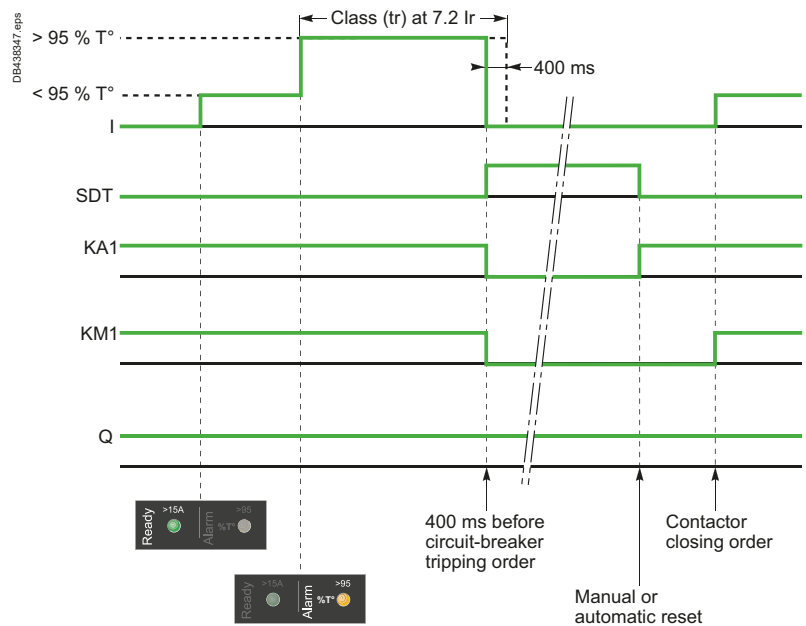 DB438347.eps
Class (tr) at 7.2 Ir
> 95 % T°
400 ms
< 95 % T°
I
SDT
KA1
KM1
Q
Ready
>15A
Alarm
>95
%T°
Ready
>15A
Alarm
>95
%T°
400 ms before
circuit-breaker
tripping order
Contactor
closing order
Manual or
automatic reset